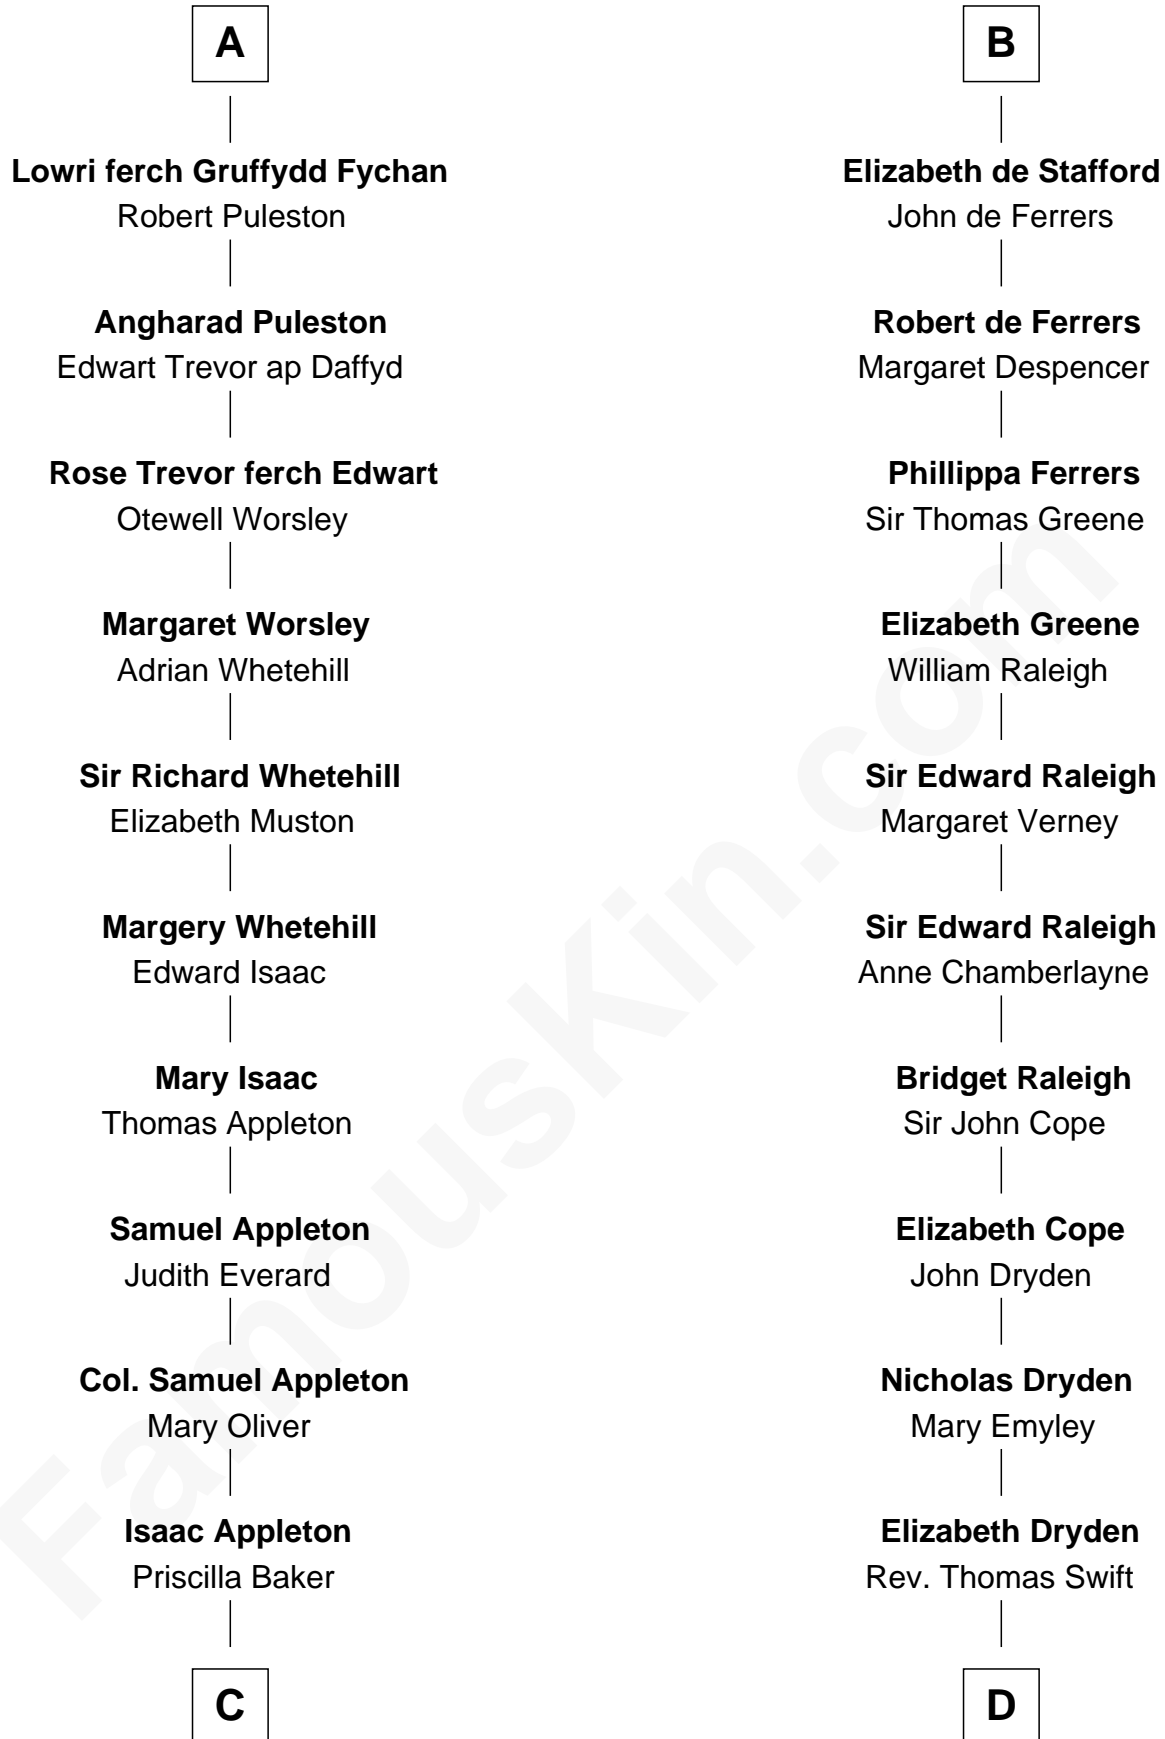 A
Lowri ferch Gruffydd Fychan
Robert Puleston
Angharad Puleston
Edwart Trevor ap Daffyd
Rose Trevor ferch Edwart
Otewell Worsley
Margaret Worsley
Adrian Whetehill
Sir Richard Whetehill
Elizabeth Muston
Margery Whetehill
Edward Isaac
Mary Isaac
Thomas Appleton
Samuel Appleton
Judith Everard
Col. Samuel Appleton
Mary Oliver
Isaac Appleton
Priscilla Baker
C
B
Elizabeth de Stafford
John de Ferrers
Robert de Ferrers
Margaret Despencer
Phillippa Ferrers
Sir Thomas Greene
Elizabeth Greene
William Raleigh
Sir Edward Raleigh
Margaret Verney
Sir Edward Raleigh
Anne Chamberlayne
Bridget Raleigh
Sir John Cope
Elizabeth Cope
John Dryden
Nicholas Dryden
Mary Emyley
Elizabeth Dryden
Rev. Thomas Swift
D
FamousKin.com